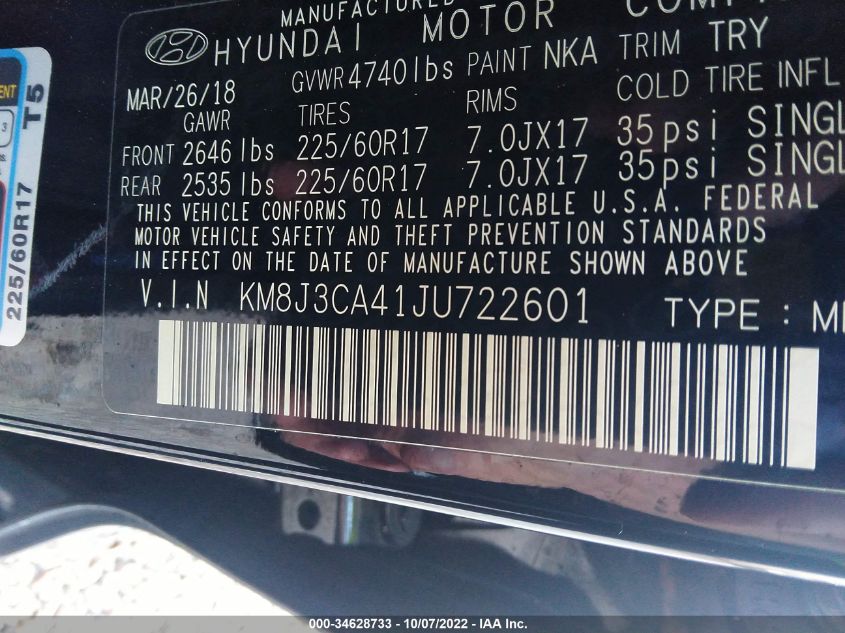 MANUFACTURED
HYUNDAI MOTOR
MAR/26/18 GVWR 4740 lbs PAINT NKA TRIM TRY
GAWR TIRES RIMS COLD TIRE INFL
FRONT 2646 lbs 225/60R17 7.0JX17 35psi SINGL
REAR 2535 lbs 225/60R17 7.0JX17 35psi SINGL
THIS VEHICLE CONFORMS TO ALL APPLICABLE U.S.A. FEDERAL
MOTOR VEHICLE SAFETY AND THEFT PREVENTION STANDARDS
IN EFFECT ON THE DATE OF MANUFACTURE SHOWN ABOVE
V.I.N KM8J3CA41JU722601 TYPE :
T5
225/60R17
000-34628733 - 10/07/2022 - IAA Inc.